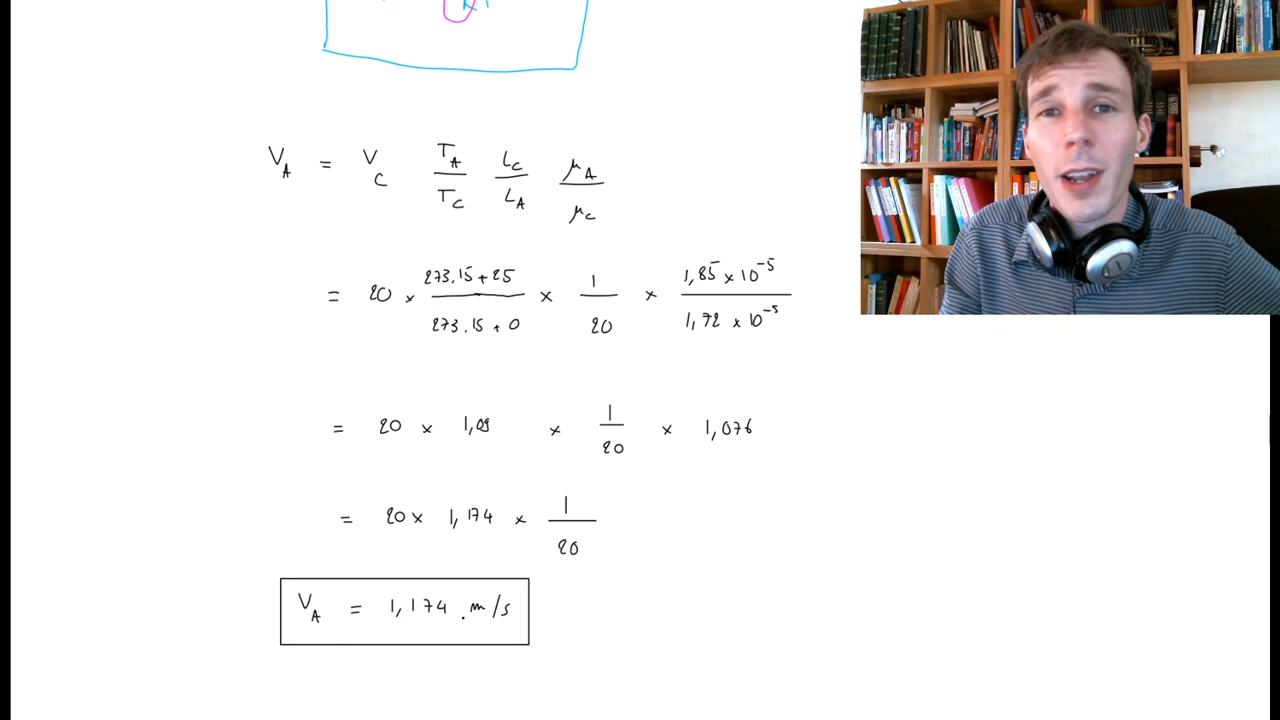 V_A = V_C T_A/T_C L_C/L_A μ_A/μ_C
= 20 × (273.15 + 25)/(273.15 + 0) × 1/20 × (1,85 × 10^-5)/(1,72 × 10^-5)
= 20 × 1,09 × 1/20 × 1,076
= 20 × 1,174 × 1/20
V_A = 1,174 . m/s